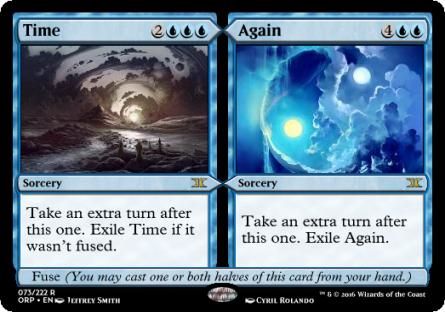 Time 2
Again 4
Sorcery
Sorcery
Take an extra turn after
this one. Exile Time if it
wasn't fused.
Take an extra turn after
this one. Exile Again.
Fuse (You may cast one or both halves of this card from your hand.)
073/222 R
ORP • EN Jeffrey Smith
Cyril Rolando
™ & © 2016 Wizards of the Coast